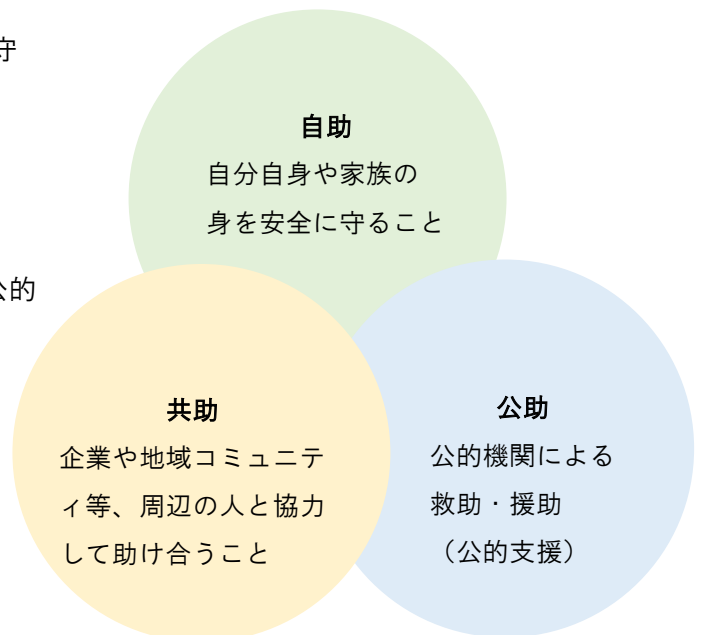 守
公的
自助
自分自身や家族の
身を安全に守ること
共助
企業や地域コミュニテ
ィ等、周辺の人と協力
して助け合うこと
公助
公的機関による
救助・援助
（公的支援）